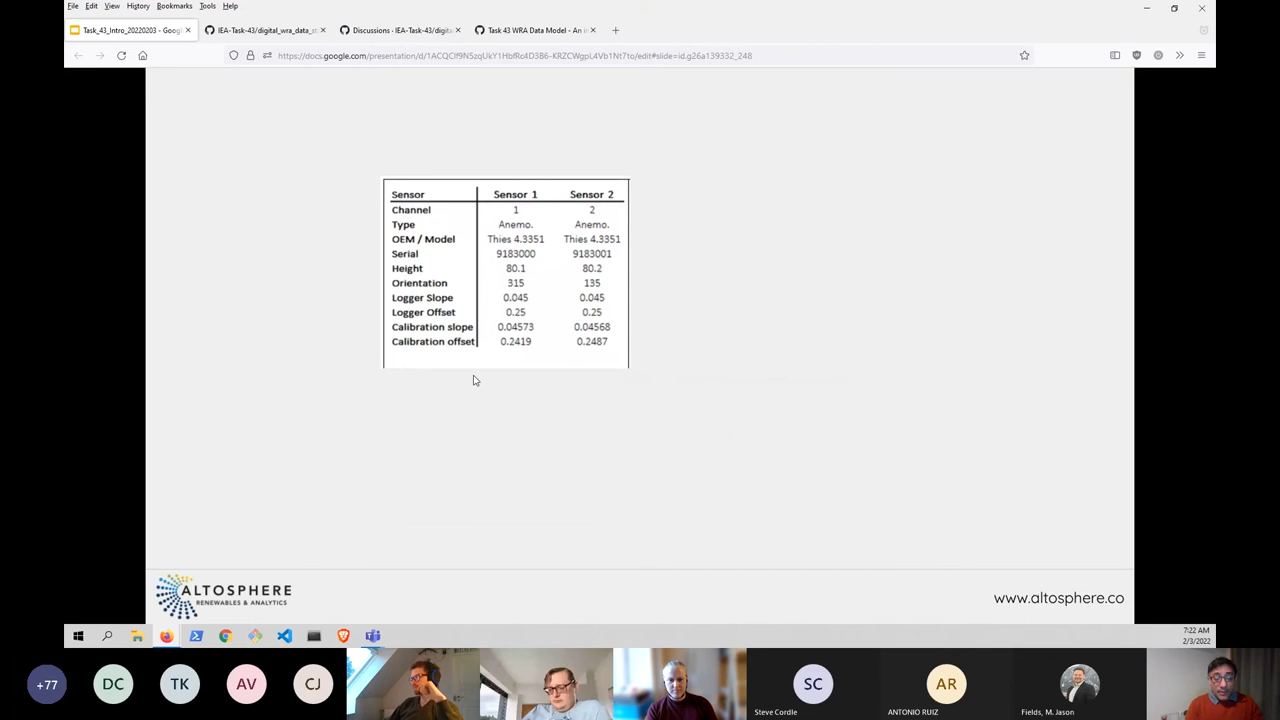 File Edit View History Bookmarks Tools Help
Task_43_Intro_20220203 - Googl
IEA-Task-43/digital_wra_data_st
Discussions · IEA-Task-43/digita
Task 43 WRA Data Model - An i
https://docs.google.com/presentation/d/1ACQCIf9N5zqUkY1HbfRo4D3B6-KRZCWgpL4Vb1Nt7to/edit#slide=id.g26a139332_248
Sensor Sensor 1 Sensor 2
Channel 1 2
Type Anemo. Anemo.
OEM / Model Thies 4.3351 Thies 4.3351
Serial 9183000 9183001
Height 80.1 80.2
Orientation 315 135
Logger Slope 0.045 0.045
Logger Offset 0.25 0.25
Calibration slope 0.04573 0.04568
Calibration offset 0.2419 0.2487
ALTOSPHERE
RENEWABLES & ANALYTICS
www.altosphere.co
7:22 AM
2/3/2022
+77 DC TK AV CJ SC AR
Steve Cordle ANTONIO RUIZ Fields, M. Jason